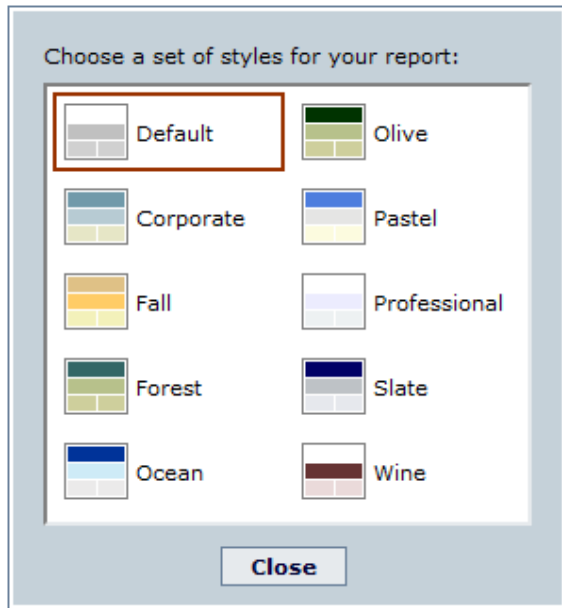 Choose a set of styles for your report:
Default
Olive
Corporate
Pastel
Fall
Professional
Forest
Slate
Ocean
Wine
Close